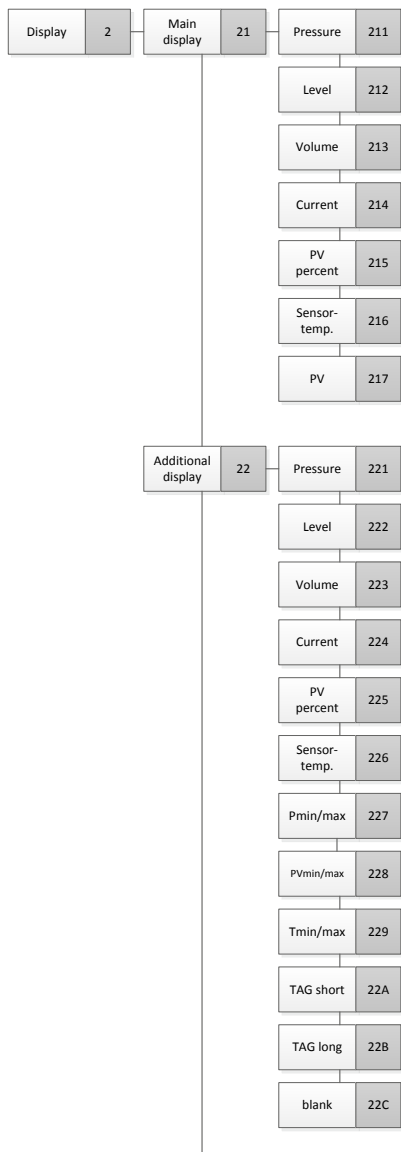 Display 2 Main display 21 Pressure 211
Level 212
Volume 213
Current 214
PV percent 215
Sensor-temp. 216
PV 217
Additional display 22 Pressure 221
Level 222
Volume 223
Current 224
PV percent 225
Sensor-temp. 226
Pmin/max 227
PVmin/max 228
Tmin/max 229
TAG short 22A
TAG long 22B
blank 22C